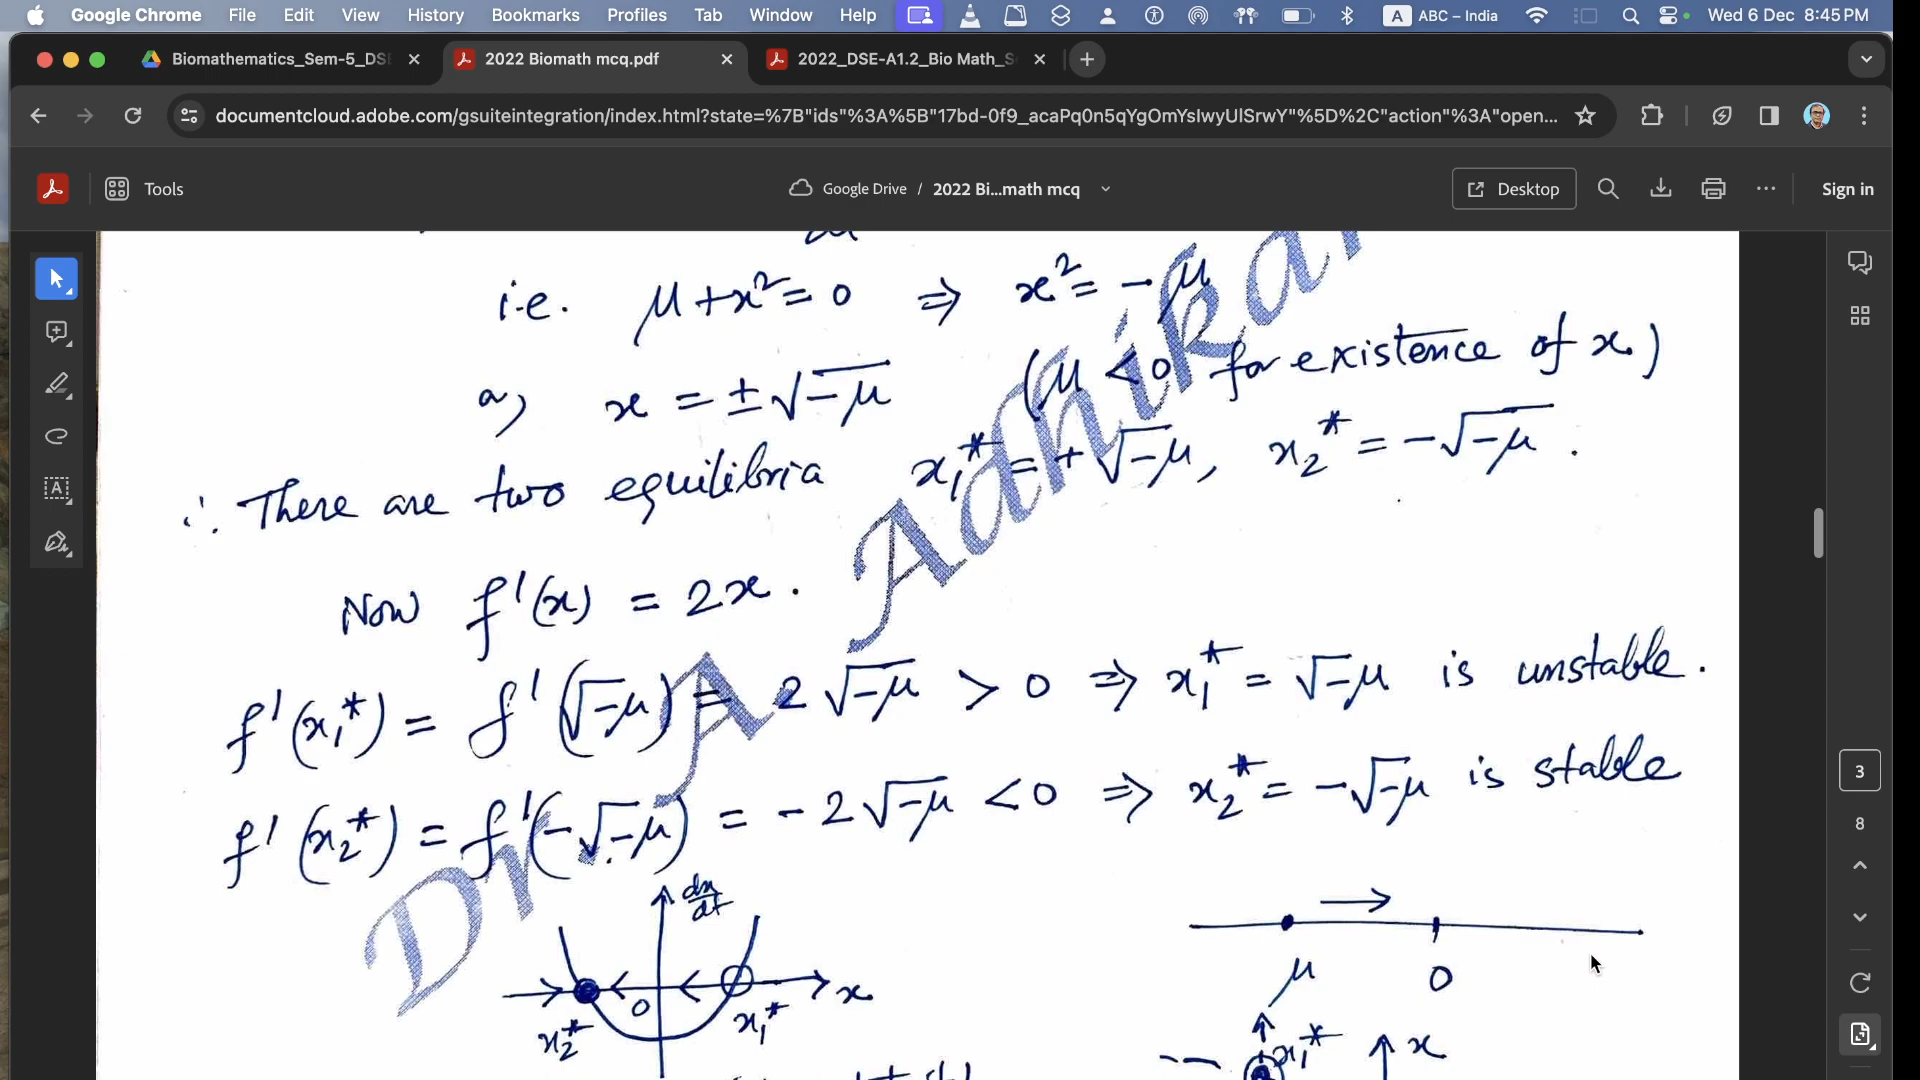 Google Chrome File Edit View History Bookmarks Profiles Tab Window Help A ABC – India Wed 6 Dec 8:45 PM
Biomathematics_Sem-5_DS 2022 Biomath mcq.pdf 2022_DSE-A1.2_Bio Math_S
documentcloud.adobe.com/gsuiteintegration/index.html?state=%7B"ids"%3A%5B"17bd-0f9_acaPq0n5qYgOmYsIwyUlSrwY"%5D%2C"action"%3A"open...
Tools Google Drive / 2022 Bi...math mcq Desktop Sign in
i.e. μ + x² = 0 ⇒ x² = -μ
a, x = ±√-μ (μ < 0 for existence of x.)
∴ There are two equilibria x₁* = +√-μ, x₂* = -√-μ .
Now f'(x) = 2x .
f'(x₁*) = f'(√-μ) = 2√-μ > 0 ⇒ x₁* = √-μ is unstable.
f'(x₂*) = f'(-√-μ) = -2√-μ < 0 ⇒ x₂* = -√-μ is stable
dx/dt
x₂* 0 x₁* x
μ 0
x₁* x
Dr. A. Adhikar
3
8